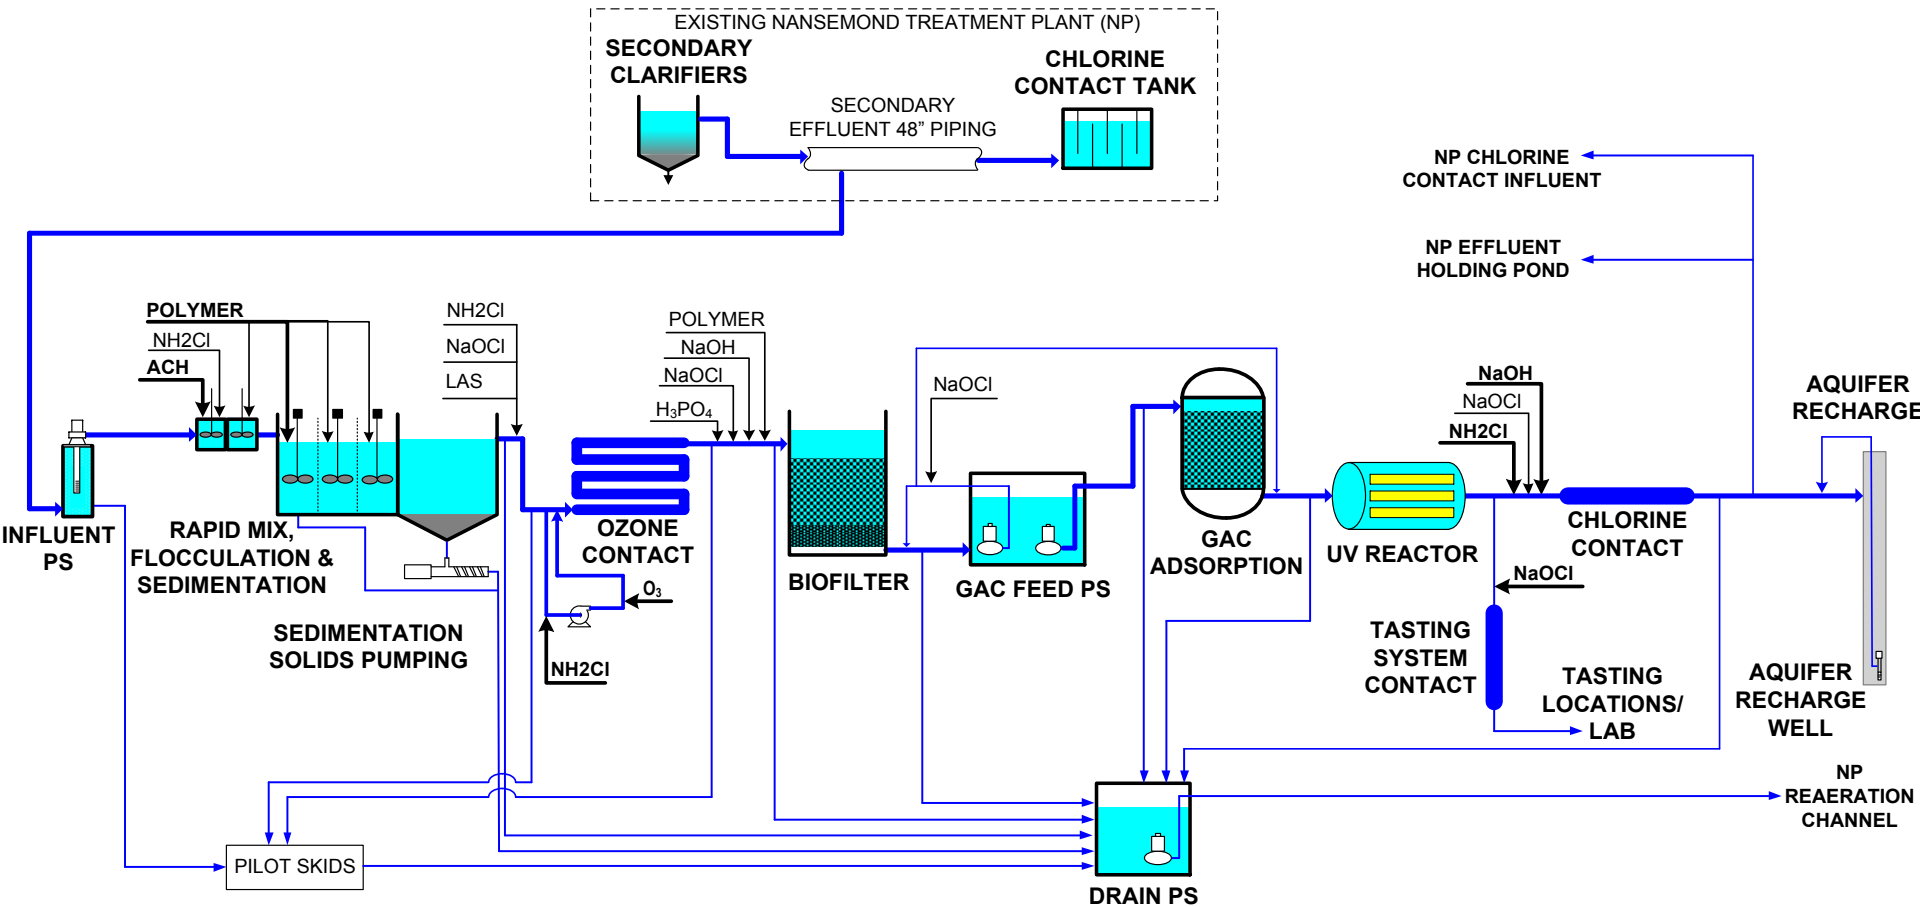 EXISTING NANSEMOND TREATMENT PLANT (NP)
SECONDARY
CLARIFIERS
SECONDARY
EFFLUENT 48” PIPING
CHLORINE
CONTACT TANK
NP CHLORINE
CONTACT INFLUENT
NP EFFLUENT
HOLDING POND
POLYMER
NH2Cl
ACH
NH2Cl
NaOCl
LAS
POLYMER
NaOH
NaOCl
H₃PO₄
NaOCl
NaOH
NaOCl
NH2Cl
AQUIFER
RECHARGE
INFLUENT
PS
RAPID MIX,
FLOCCULATION &
SEDIMENTATION
OZONE
CONTACT
BIOFILTER
GAC FEED PS
GAC
ADSORPTION
UV REACTOR
CHLORINE
CONTACT
O₃
NH2Cl
SEDIMENTATION
SOLIDS PUMPING
NaOCl
TASTING
SYSTEM
CONTACT
TASTING
LOCATIONS/
LAB
AQUIFER
RECHARGE
WELL
NP
REAERATION
CHANNEL
PILOT SKIDS
DRAIN PS